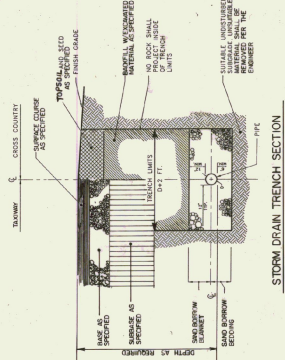 TAXIWAY
CROSS COUNTRY
SURFACE COURSE
AS SPECIFIED
TOPSOIL AND SEED
AS SPECIFIED
FINISH GRADE
BACKFILL W/EXCAVATED
MATERIAL AS SPECIFIED
NO ROCK SHALL
PROJECT INSIDE
OF TRENCH
LIMITS
SUITABLE, UNDISTURBED
SUBGRADE. UNSUITABLE
MATERIAL SHALL BE
REMOVED PER THE
ENGINEER
BASE AS
SPECIFIED
SUBBASE AS
SPECIFIED
TRENCH LIMITS
D+2 FT.
PIPE
DEPTH AS REQUIRED
SAND BORROW
BLANKET
SAND BORROW
BEDDING
STORM DRAIN TRENCH SECTION